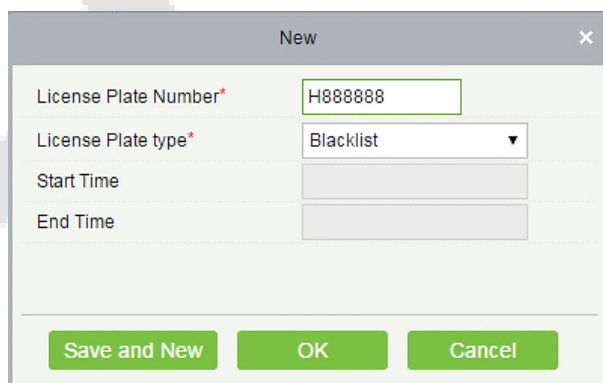 New
License Plate Number* H888888
License Plate type* Blacklist
Start Time
End Time
Save and New OK Cancel